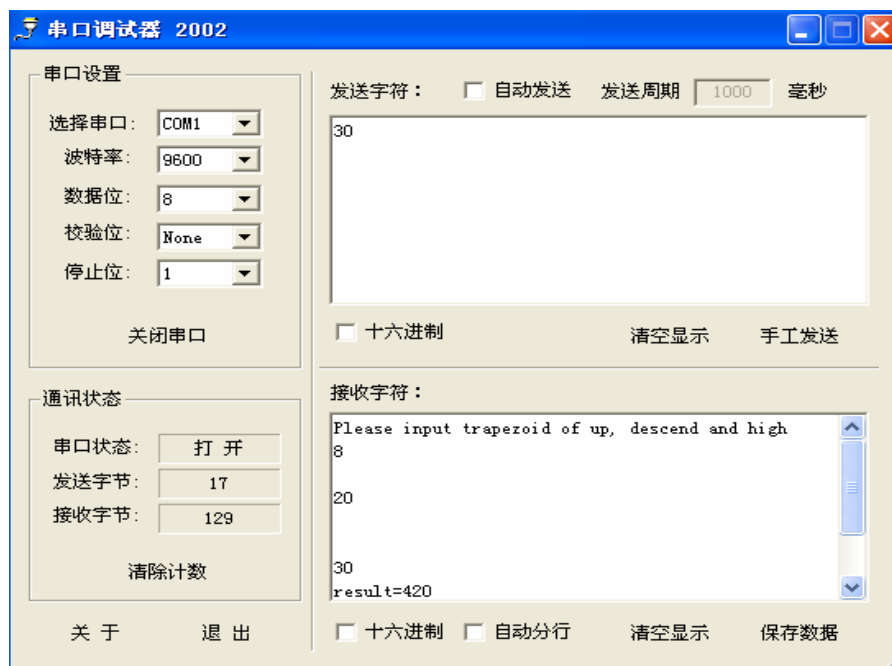 串口调试器 2002
串口设置
选择串口: COM1
波特率: 9600
数据位: 8
校验位: None
停止位: 1
关闭串口
通讯状态
串口状态: 打 开
发送字节: 17
接收字节: 129
清除计数
关 于 退 出
发送字符： 自动发送 发送周期 1000 毫秒
30
十六进制 清空显示 手工发送
接收字符：
Please input trapezoid of up, descend and high
8
20
30
result=420
十六进制 自动分行 清空显示 保存数据